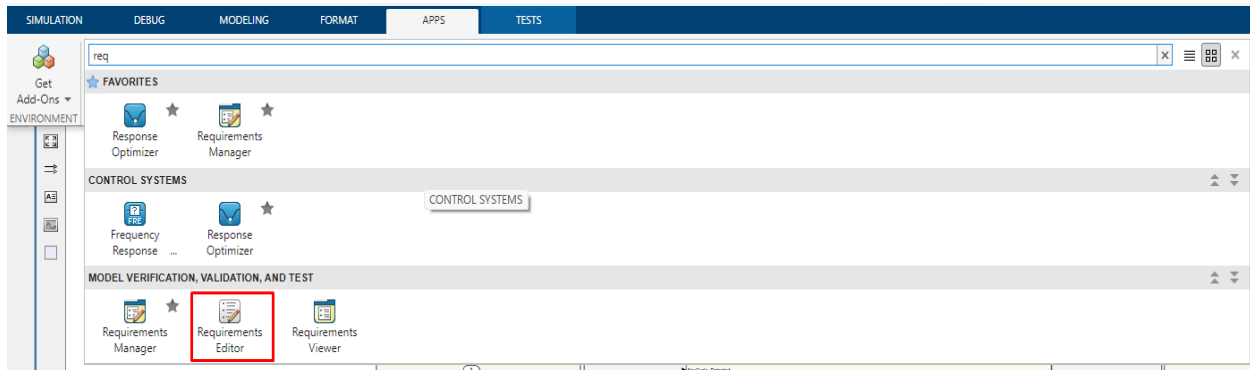 SIMULATION DEBUG MODELING FORMAT APPS TESTS
req
Get
Add-Ons
ENVIRONMENT
FAVORITES
Response
Optimizer
Requirements
Manager
CONTROL SYSTEMS
CONTROL SYSTEMS
FRE
Frequency
Response ...
Response
Optimizer
MODEL VERIFICATION, VALIDATION, AND TEST
Requirements
Manager
Requirements
Editor
Requirements
Viewer